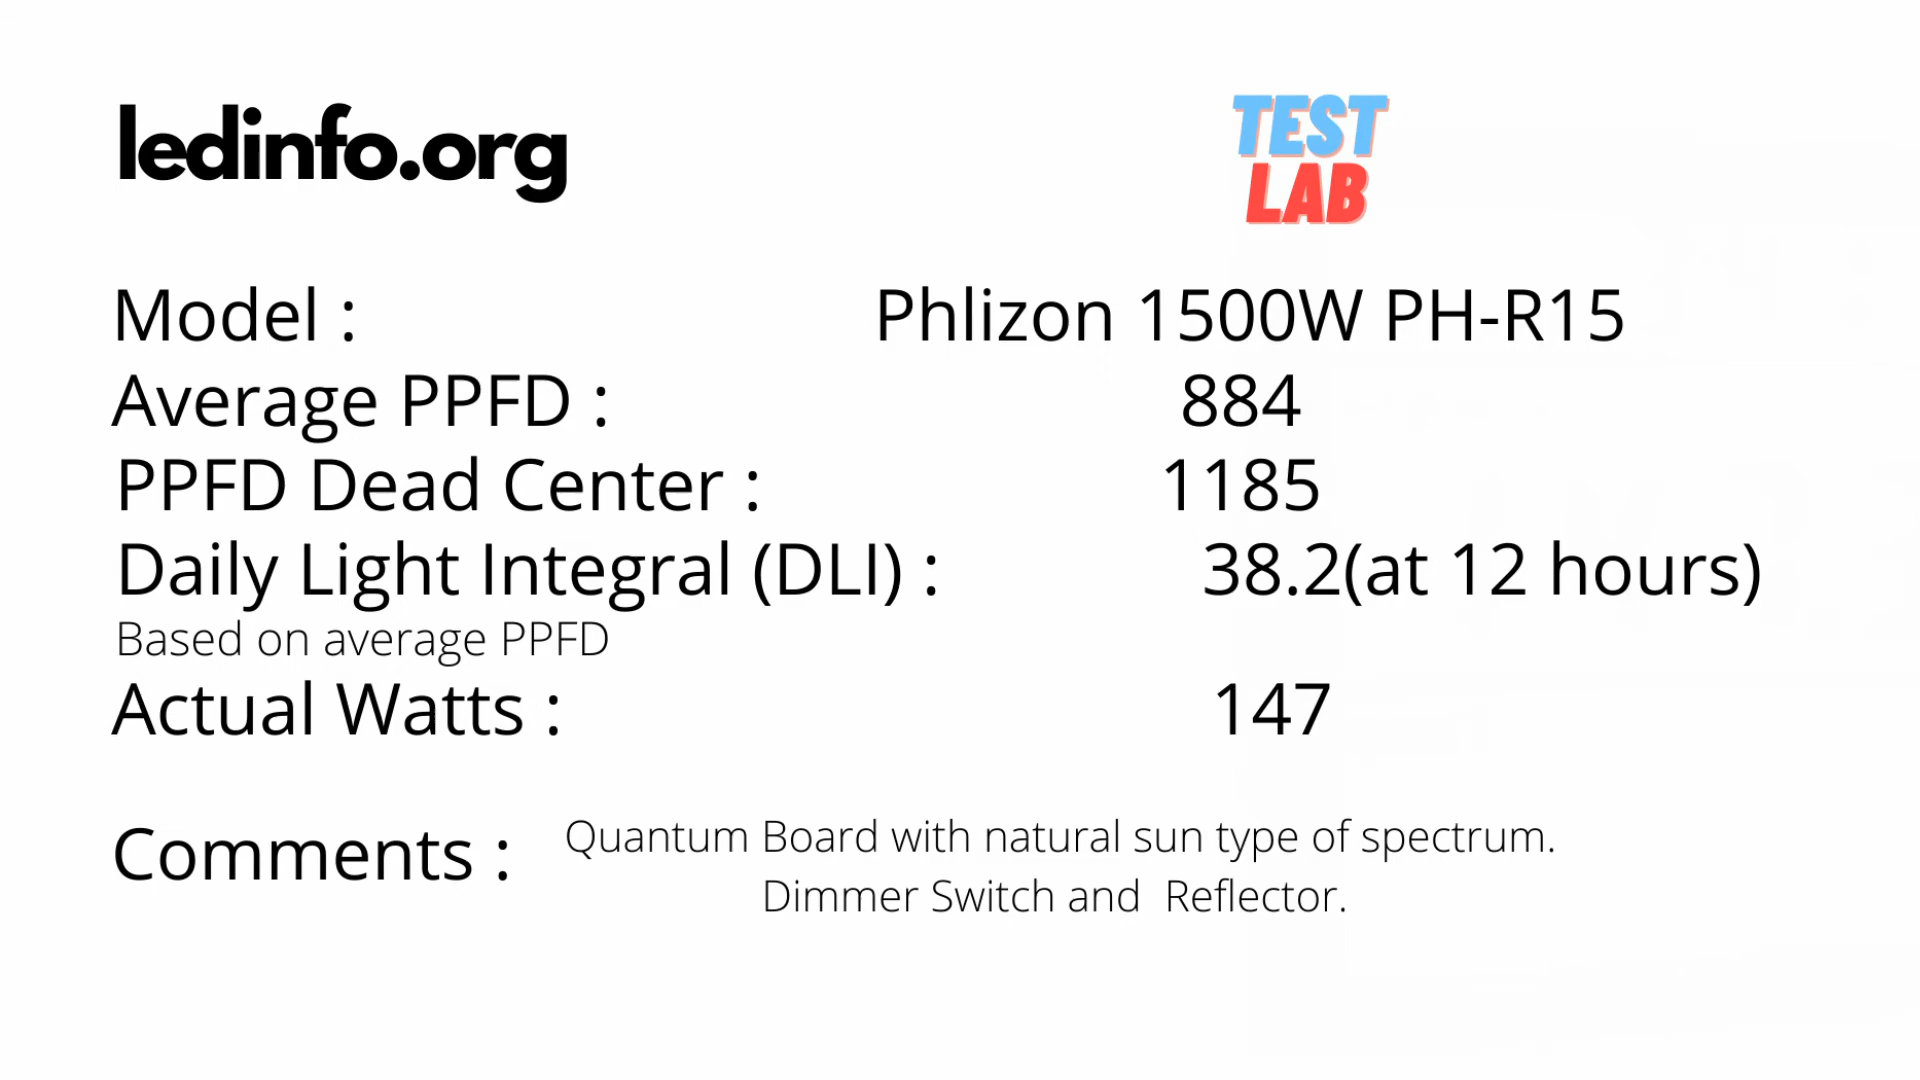 ledinfo.org
TEST
LAB
Model : Phlizon 1500W PH-R15
Average PPFD : 884
PPFD Dead Center : 1185
Daily Light Integral (DLI) : 38.2(at 12 hours)
Based on average PPFD
Actual Watts : 147
Comments : Quantum Board with natural sun type of spectrum.
Dimmer Switch and Reflector.